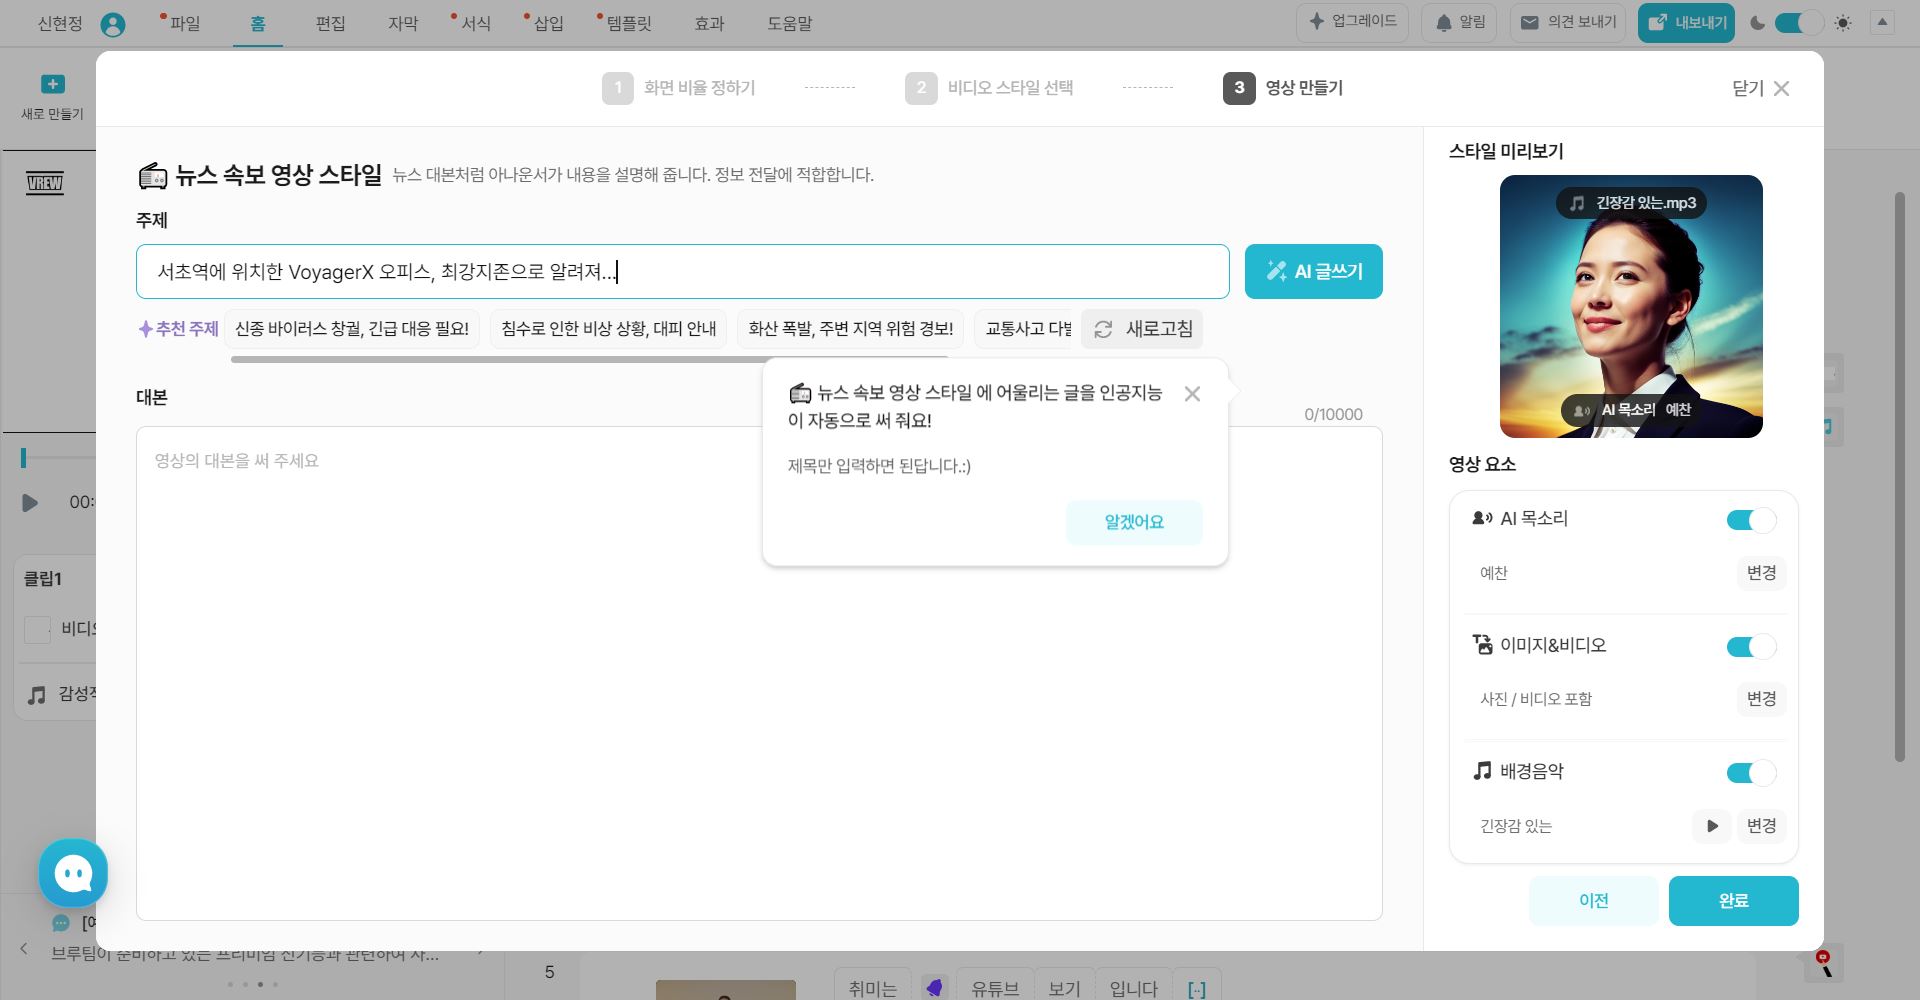 신현정
파일
홈
편집
자막
서식
삽입
템플릿
효과
도움말
업그레이드
알림
의견 보내기
내보내기
새로 만들기
1 화면 비율 정하기
2 비디오 스타일 선택
3 영상 만들기
닫기
VREW
뉴스 속보 영상 스타일 뉴스 대본처럼 아나운서가 내용을 설명해 줍니다. 정보 전달에 적합합니다.
주제
서초역에 위치한 VoyagerX 오피스, 최강지존으로 알려져...
AI 글쓰기
추천 주제
신종 바이러스 창궐, 긴급 대응 필요!
침수로 인한 비상 상황, 대피 안내
화산 폭발, 주변 지역 위험 경보!
교통사고 다발
새로고침
뉴스 속보 영상 스타일 에 어울리는 글을 인공지능
이 자동으로 써 줘요!
제목만 입력하면 된답니다.:)
알겠어요
대본
0/10000
영상의 대본을 써 주세요
스타일 미리보기
긴장감 있는.mp3
AI 목소리 예찬
영상 요소
AI 목소리
예찬
변경
이미지&비디오
사진 / 비디오 포함
변경
배경음악
긴장감 있는
변경
이전
완료
00:
클립1
비디오
감성적
브루팀이 준비하고 있는 프리미엄 신기능과 관련하여 사...
5
취미는
유튜브
보기
입니다
[··]